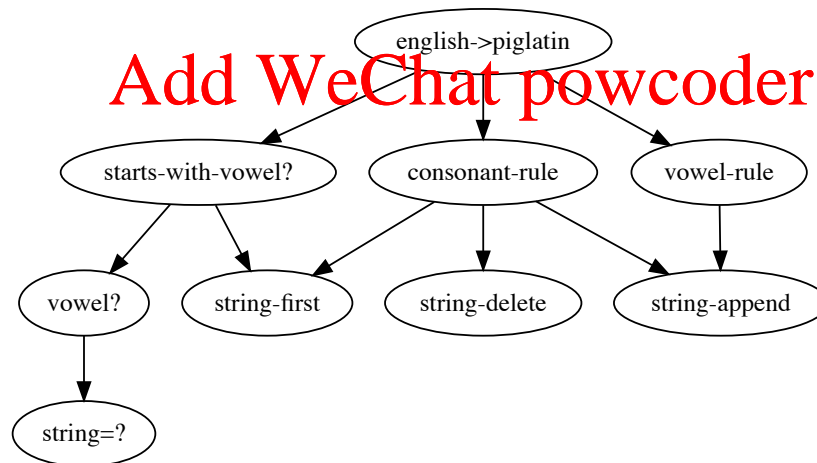 english->piglatin
Add WeChat powcoder
starts-with-vowel? consonant-rule vowel-rule
vowel? string-first string-delete string-append
string=?